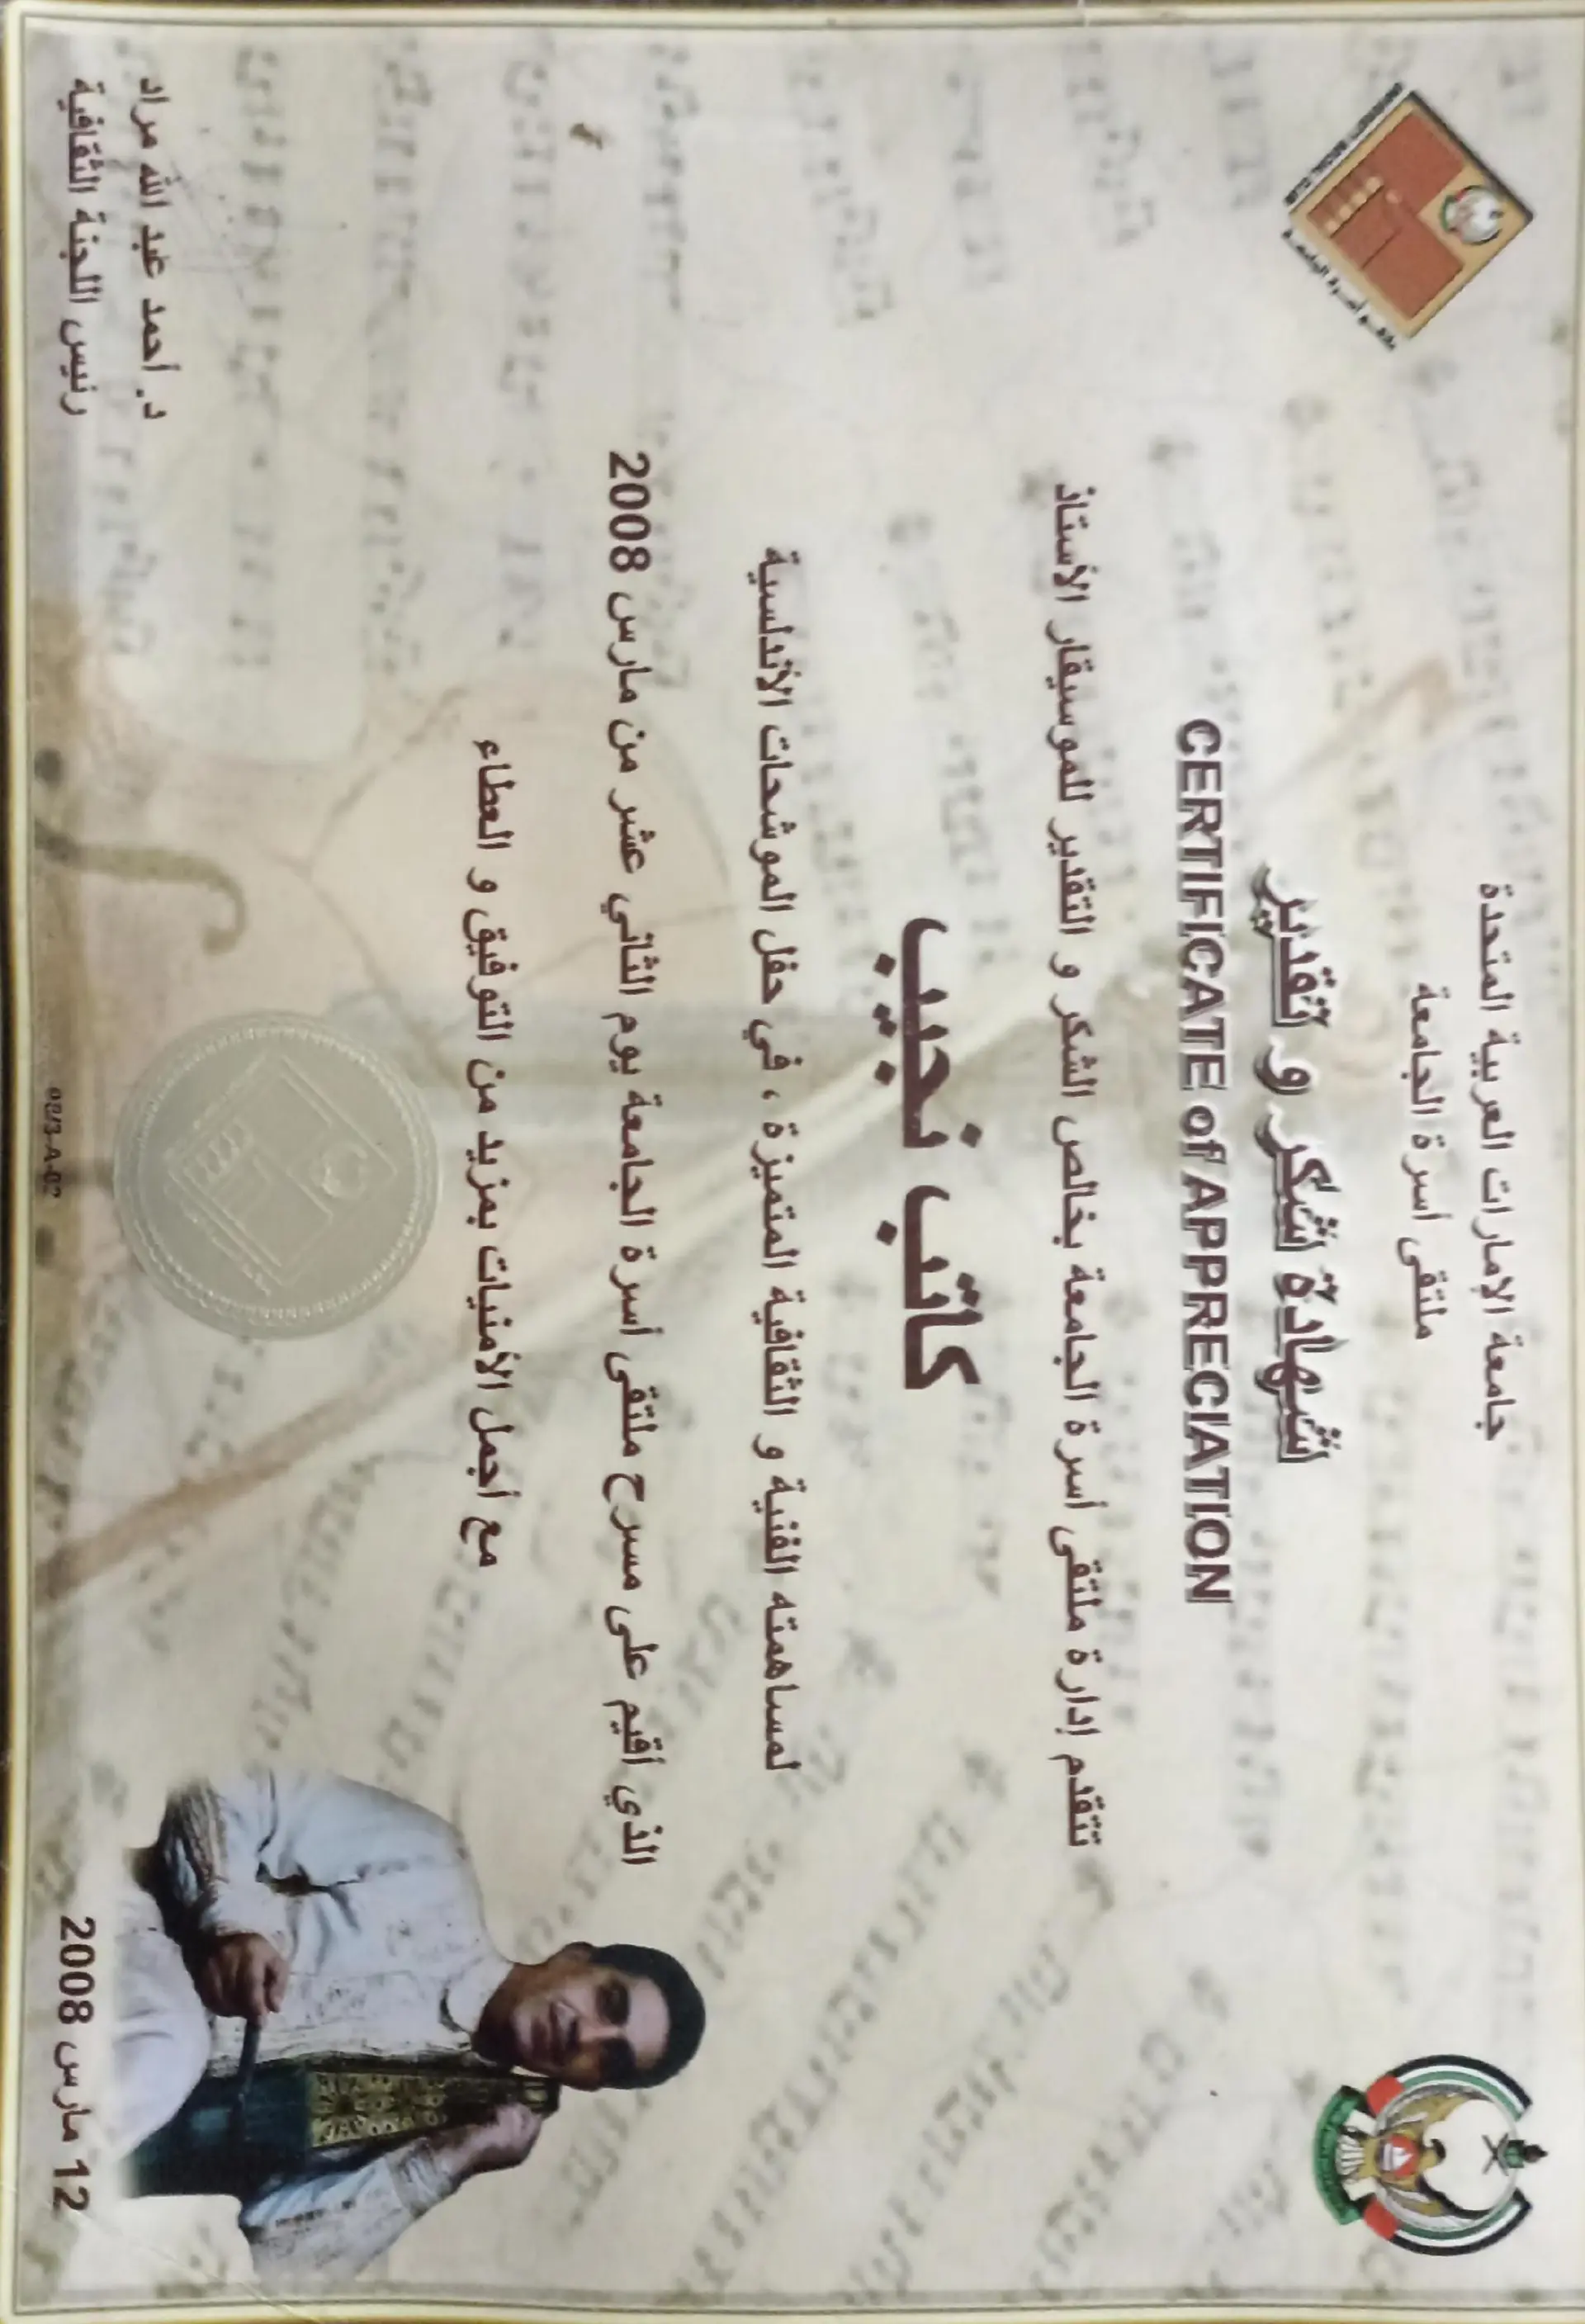 جامعة الإمارات العربية المتحدة
ملتقى أسرة الجامعة
شهادة شكر و تقدير
CERTIFICATE of APPRECIATION
تتقدم إدارة ملتقى أسرة الجامعة بخالص الشكر و التقدير للموسيقار الأستاذ
كاتب نجيب
لمساهمته الفنية و الثقافية المتميزة ، في حفل الموشحات الأندلسية
الذي أقيم على مسرح ملتقى أسرة الجامعة يوم الثاني عشر من مارس 2008
مع أجمل الأمنيات بمزيد من التوفيق و العطاء
12 مارس 2008
د. أحمد عبد الله مراد
رئيس اللجنة الثقافية
08/3-A-02